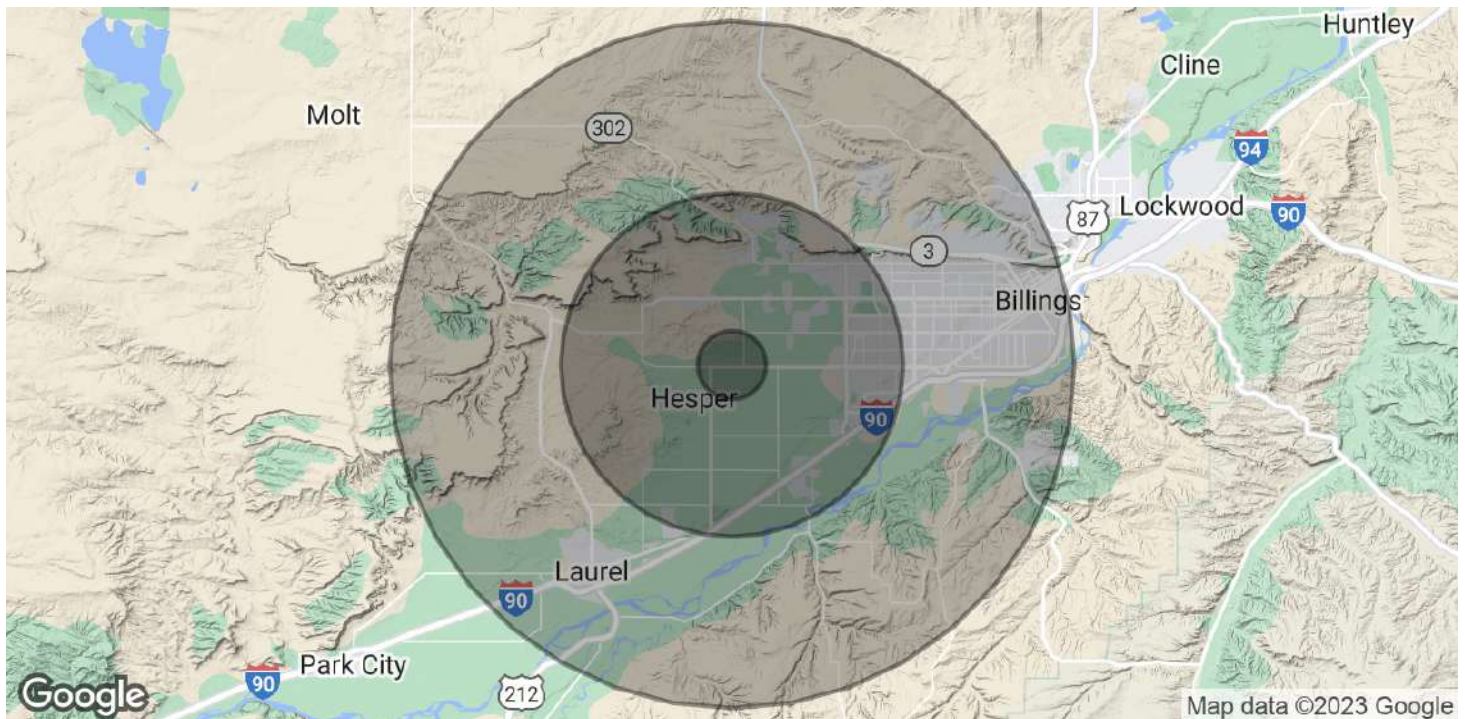 Huntley
Cline
Molt
302
94
87
Lockwood
90
3
Billings
Hesper
90
Laurel
90
Park City
90
212
Google
Map data ©2023 Google